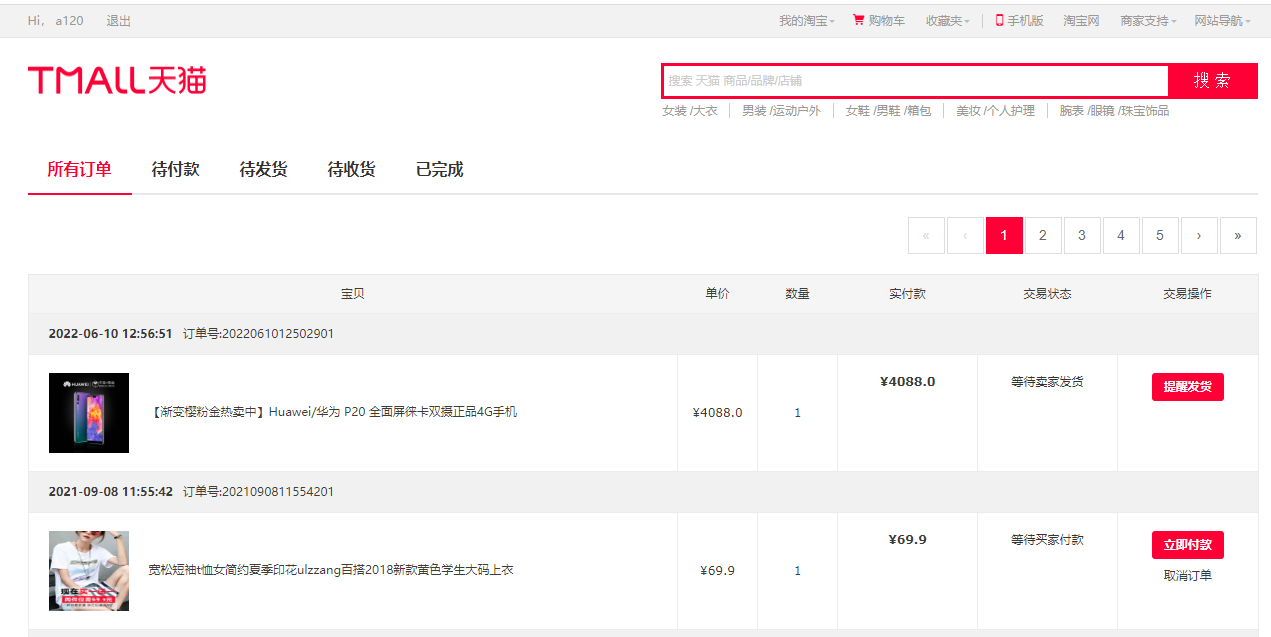 Hi, a120 退出 我的淘宝 购物车 收藏夹 手机版 淘宝网 商家支持 网站导航
TMALL天猫
搜索 天猫 商品/品牌/店铺 搜 索
女装 /大衣 男装 /运动户外 女鞋 /男鞋 /箱包 美妆 /个人护理 腕表 /眼镜 /珠宝饰品
所有订单 待付款 待发货 待收货 已完成
« ‹ 1 2 3 4 5 › »
宝贝 单价 数量 实付款 交易状态 交易操作
2022-06-10 12:56:51 订单号:2022061012502901
HUAWEI
【渐变樱粉金热卖中】Huawei/华为 P20 全面屏徕卡双摄正品4G手机 ¥4088.0 1 ¥4088.0 等待卖家发货 提醒发货
2021-09-08 11:55:42 订单号:2021090811554201
宽松短袖t恤女简约夏季印花ulzzang百搭2018新款黄色学生大码上衣 ¥69.9 1 ¥69.9 等待买家付款 立即付款
取消订单